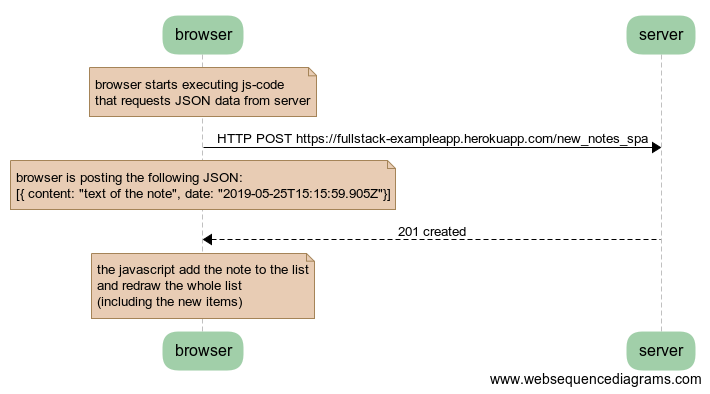 browser
server
browser starts executing js-code
that requests JSON data from server
HTTP POST https://fullstack-exampleapp.herokuapp.com/new_notes_spa
browser is posting the following JSON:
[{ content: "text of the note", date: "2019-05-25T15:15:59.905Z"}]
201 created
the javascript add the note to the list
and redraw the whole list
(including the new items)
browser
server
www.websequencediagrams.com